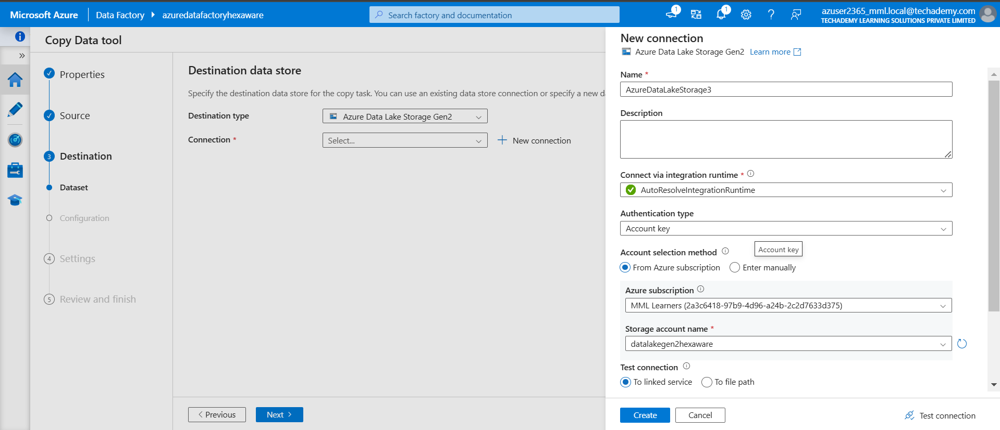 Microsoft Azure
Data Factory
azuredatafactoryhexaware
Search factory and documentation
1
1
?
azuser2365_mml.local@techademy.com
TECHADEMY LEARNING SOLUTIONS PRIVATE LIMITED
Copy Data tool
Properties
Source
3 Destination
Dataset
Configuration
4 Settings
5 Review and finish
Destination data store
Specify the destination data store for the copy task. You can use an existing data store connection or specify a new d
Destination type
Azure Data Lake Storage Gen2
Connection *
Select...
New connection
Previous
Next
New connection
Azure Data Lake Storage Gen2 Learn more
Name *
AzureDataLakeStorage3
Description
Connect via integration runtime *
AutoResolveIntegrationRuntime
Authentication type
Account key
Account key
Account selection method
From Azure subscription
Enter manually
Azure subscription
MML Learners (2a3c6418-97b9-4d96-a24b-2c2d7633d375)
Storage account name *
datalakegen2hexaware
Test connection
To linked service
To file path
Create
Cancel
Test connection